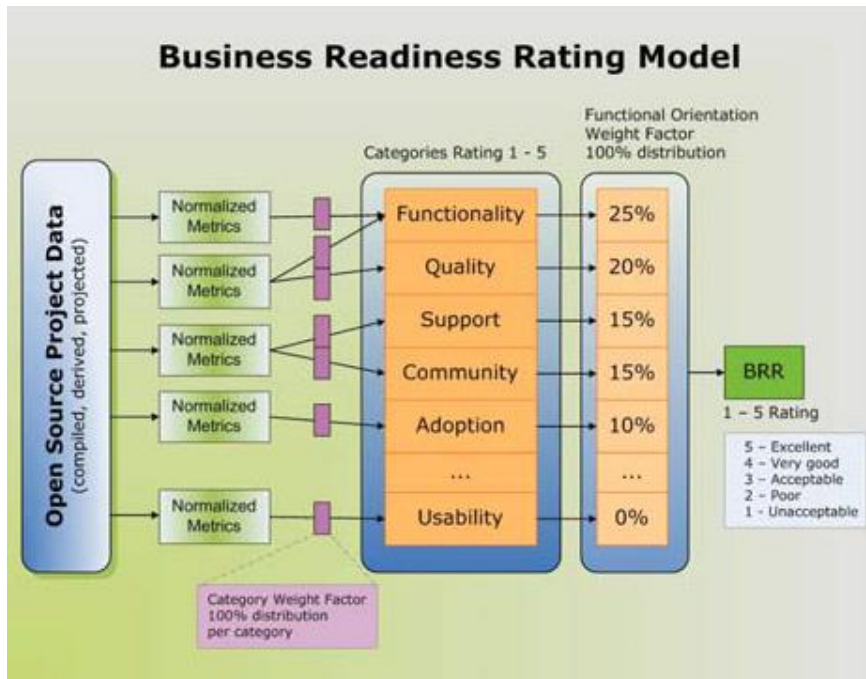 Business Readiness Rating Model
Functional Orientation
Weight Factor
100% distribution
Categories Rating 1 - 5
Open Source Project Data
(compiled, derived, projected)
Normalized
Metrics
Normalized
Metrics
Normalized
Metrics
Normalized
Metrics
Normalized
Metrics
Functionality
Quality
Support
Community
Adoption
...
Usability
25%
20%
15%
15%
10%
...
0%
BRR
1 – 5 Rating
5 – Excellent
4 – Very good
3 – Acceptable
2 – Poor
1 - Unacceptable
Category Weight Factor
100% distribution
per category